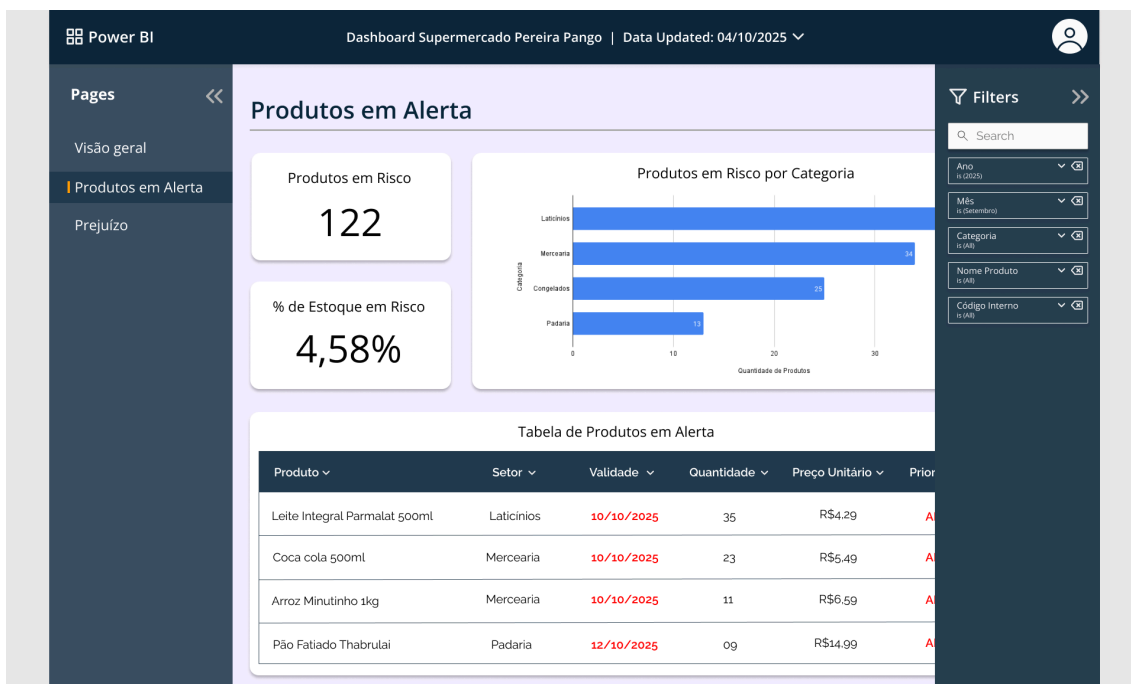 Power BI
Dashboard Supermercado Pereira Pango | Data Updated: 04/10/2025
Pages
Visão geral
Produtos em Alerta
Prejuízo
Produtos em Alerta
Produtos em Risco
122
% de Estoque em Risco
4,58%
Produtos em Risco por Categoria
Categoria
Laticínios
Mercearia
34
Congelados
25
Padaria
13
0 10 20 30
Quantidade de Produtos
Tabela de Produtos em Alerta
Produto Setor Validade Quantidade Preço Unitário Prior
Leite Integral Parmalat 500ml Laticínios 10/10/2025 35 R$4,29 Al
Coca cola 500ml Mercearia 10/10/2025 23 R$5,49 Al
Arroz Minutinho 1kg Mercearia 10/10/2025 11 R$6,59 Al
Pão Fatiado Thabrulai Padaria 12/10/2025 09 R$14,99 Al
Filters
Search
Ano
is (2025)
Mês
is (Setembro)
Categoria
is (All)
Nome Produto
is (All)
Código Interno
is (All)